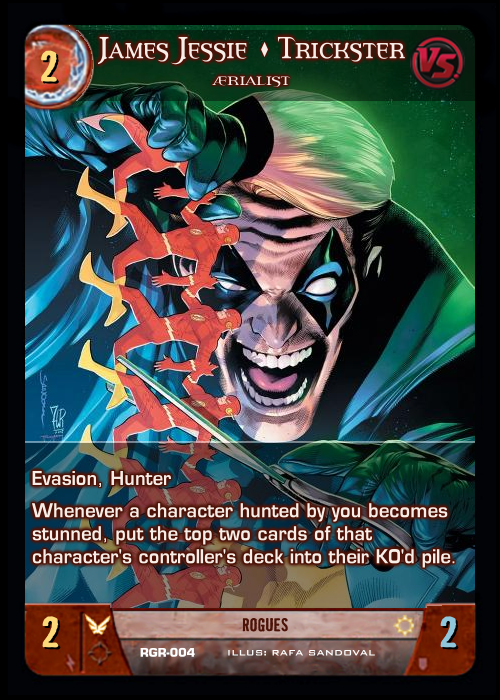 2
JAMES JESSIE ♦ TRICKSTER
VS
ÆRIALIST
Evasion, Hunter
Whenever a character hunted by you becomes
stunned, put the top two cards of that
character's controller's deck into their KO'd pile.
2
ROGUES
2
RGR-004 ILLUS: RAFA SANDOVAL